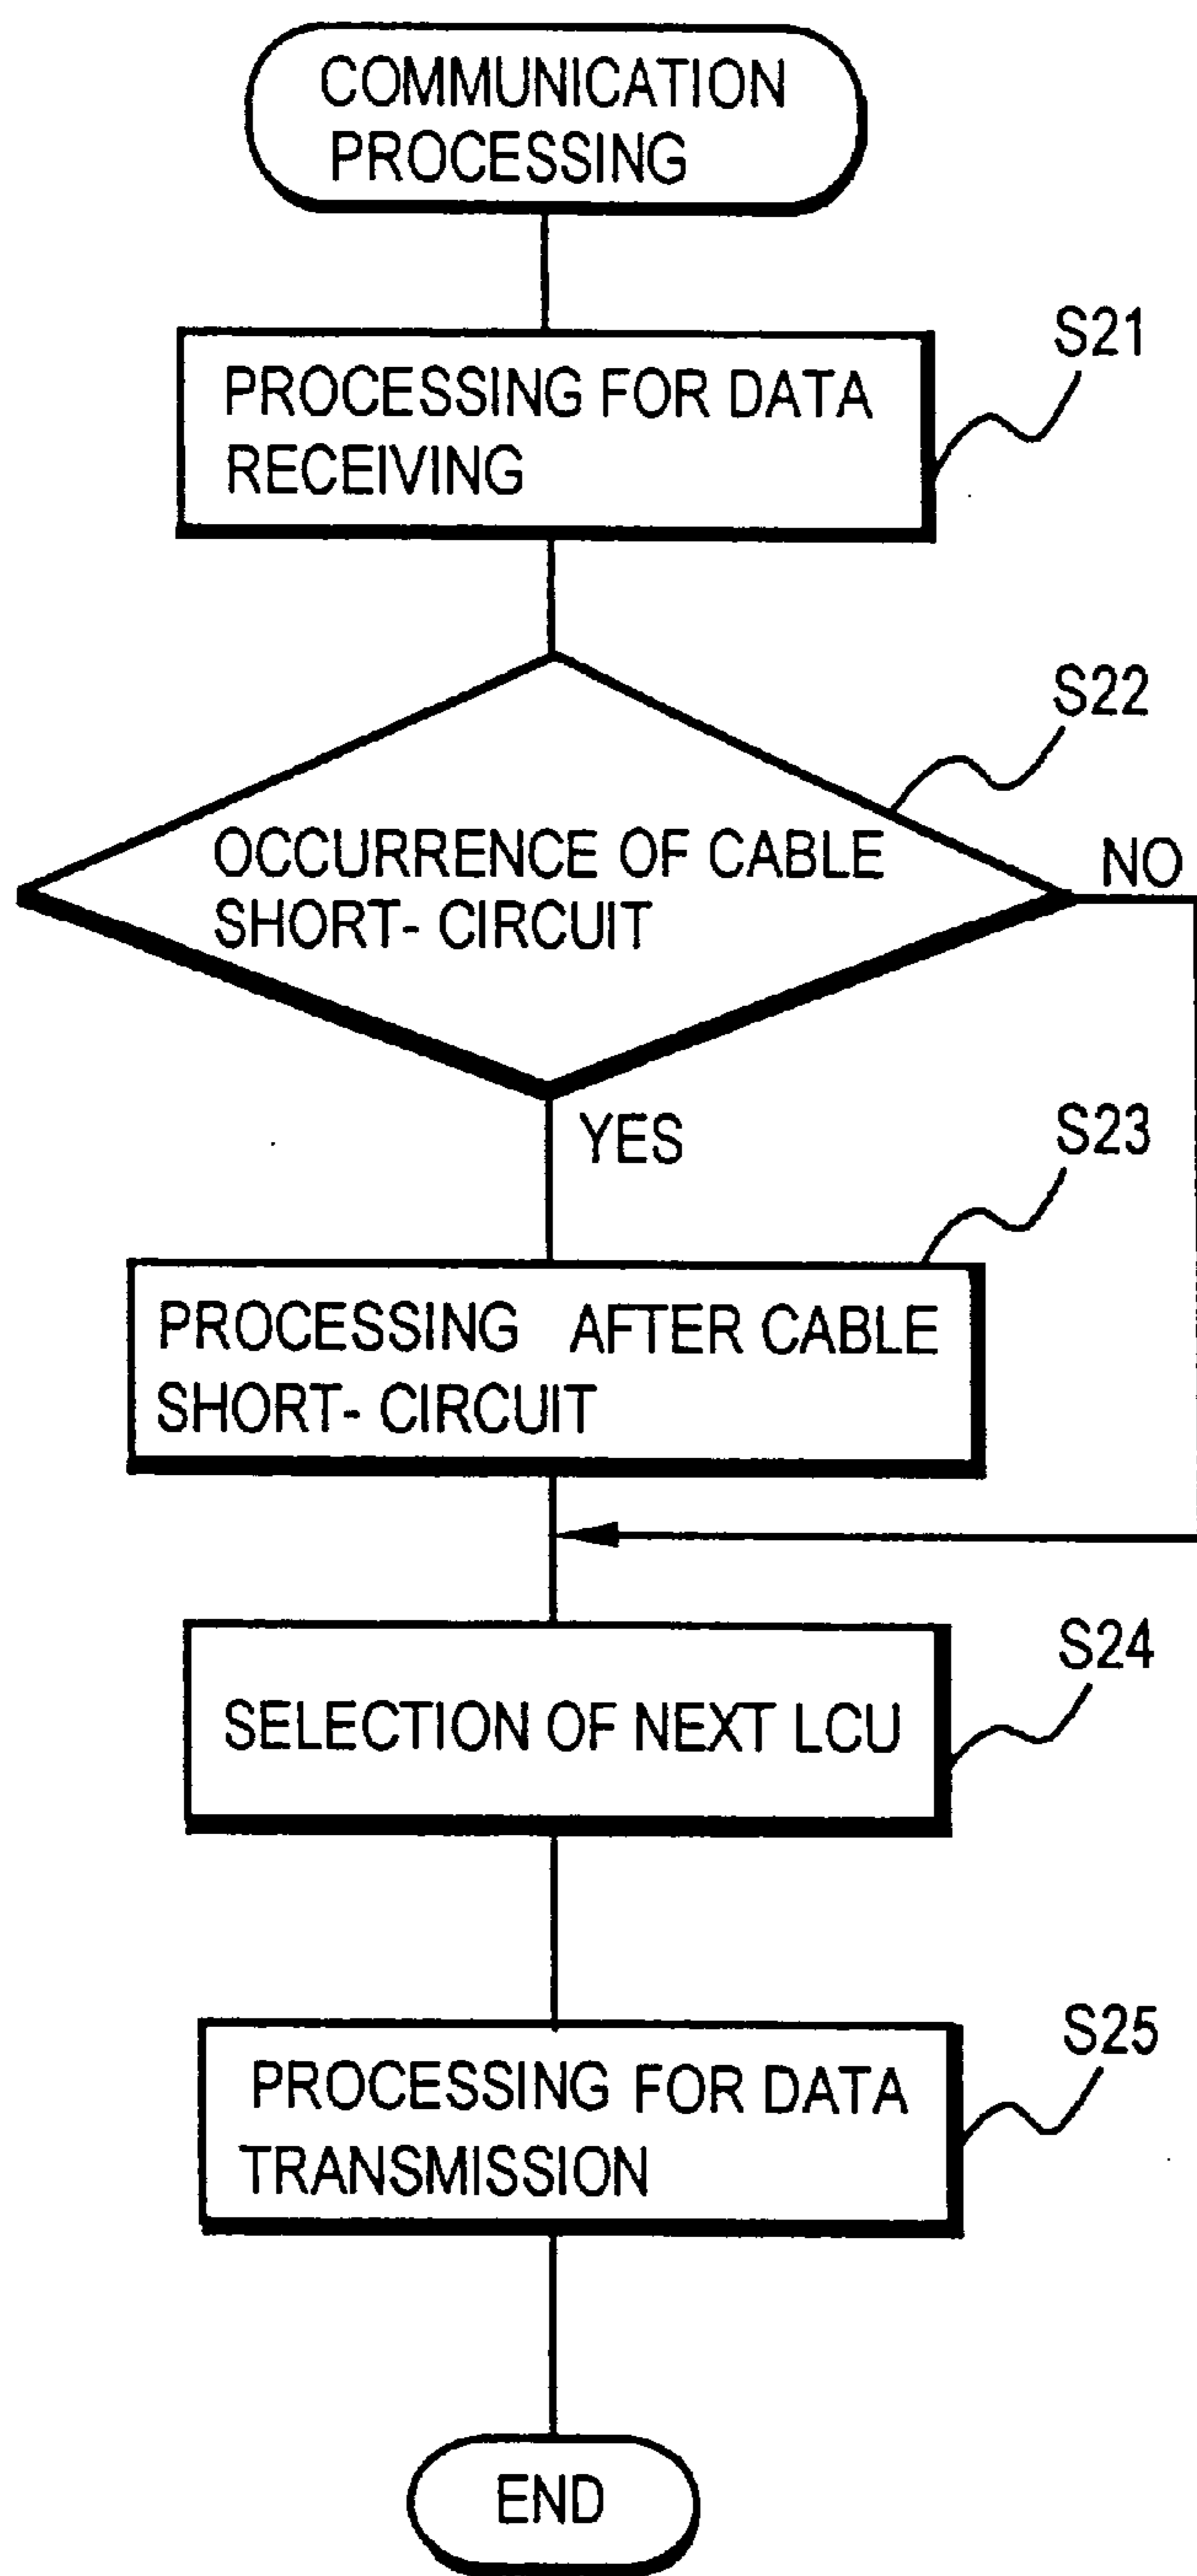 COMMUNICATION
PROCESSING
S21
PROCESSING FOR DATA
RECEIVING
S22
OCCURRENCE OF CABLE
SHORT- CIRCUIT
NO
YES
S23
PROCESSING AFTER CABLE
SHORT- CIRCUIT
S24
SELECTION OF NEXT LCU
S25
PROCESSING FOR DATA
TRANSMISSION
END